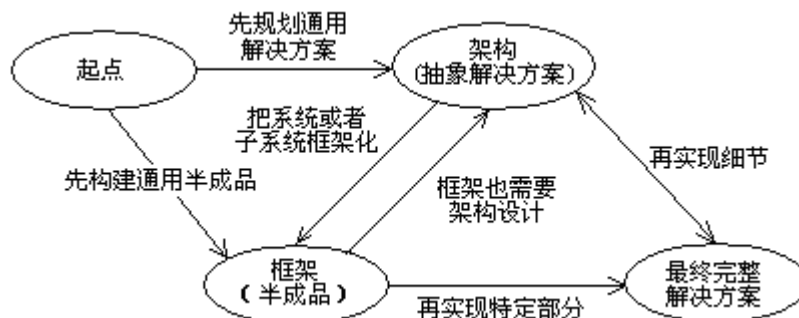 先规划通用
解决方案
起点
架构
(抽象解决方案)
把系统或者
子系统框架化
先构建通用半成品
框架也需要
架构设计
再实现细节
框架
(半成品)
再实现特定部分
最终完整
解决方案